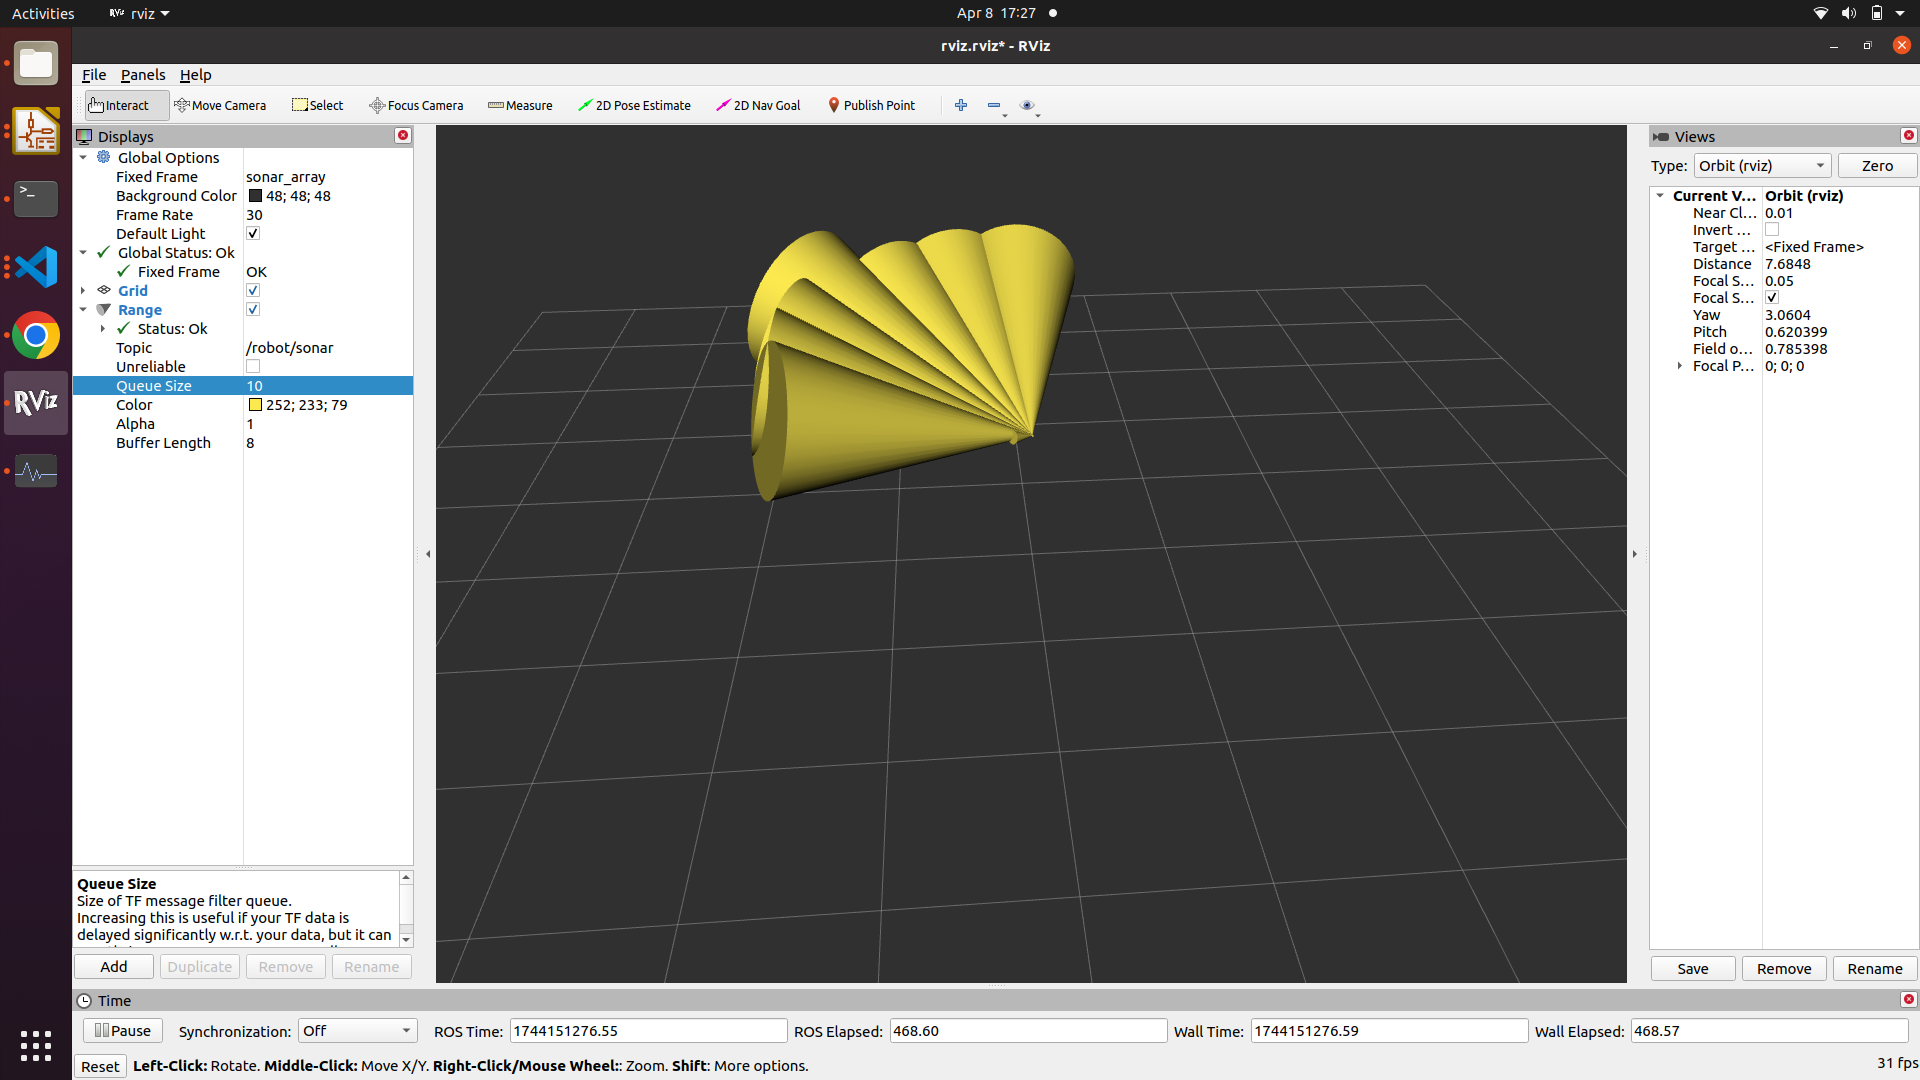 Activities RViz rviz Apr 8 17:27
rviz.rviz* - RViz
File Panels Help
Interact Move Camera Select Focus Camera Measure 2D Pose Estimate 2D Nav Goal Publish Point
Displays
Global Options
Fixed Frame sonar_array
Background Color 48; 48; 48
Frame Rate 30
Default Light
Global Status: Ok
Fixed Frame OK
Grid
Range
Status: Ok
Topic /robot/sonar
Unreliable
Queue Size 10
Color 252; 233; 79
Alpha 1
Buffer Length 8
Queue Size
Size of TF message filter queue.
Increasing this is useful if your TF data is
delayed significantly w.r.t. your data, but it can
Add Duplicate Remove Rename
Views
Type: Orbit (rviz) Zero
Current V... Orbit (rviz)
Near Cl... 0.01
Invert ...
Target ... <Fixed Frame>
Distance 7.6848
Focal S... 0.05
Focal S...
Yaw 3.0604
Pitch 0.620399
Field o... 0.785398
Focal P... 0; 0; 0
Save Remove Rename
Time
Pause Synchronization: Off ROS Time: 1744151276.55 ROS Elapsed: 468.60 Wall Time: 1744151276.59 Wall Elapsed: 468.57
Reset Left-Click: Rotate. Middle-Click: Move X/Y. Right-Click/Mouse Wheel:: Zoom. Shift: More options. 31 fps
>_
RViz